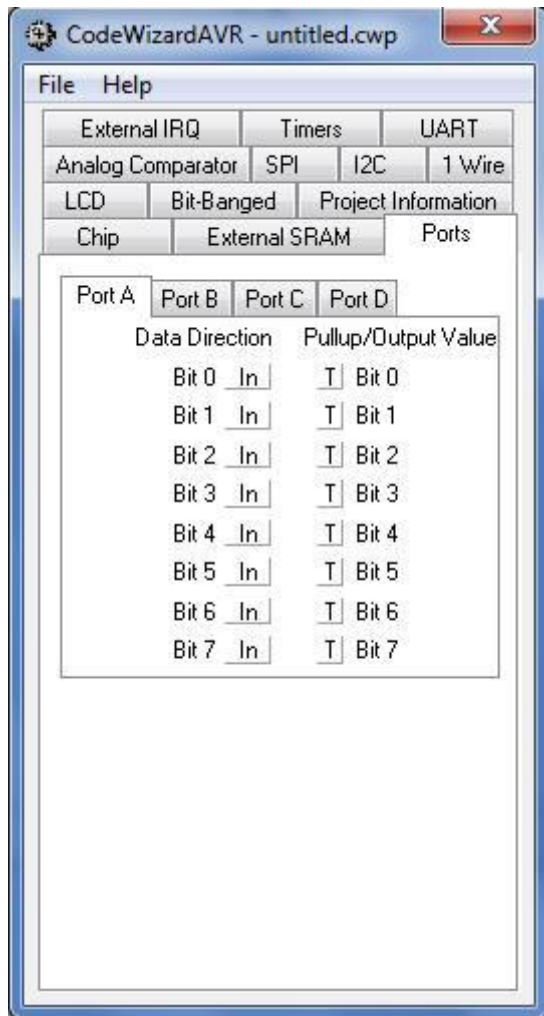 CodeWizardAVR - untitled.cwp
File Help
External IRQ Timers UART
Analog Comparator SPI I2C 1 Wire
LCD Bit-Banged Project Information
Chip External SRAM Ports
Port A Port B Port C Port D
Data Direction Pullup/Output Value
Bit 0 In T Bit 0
Bit 1 In T Bit 1
Bit 2 In T Bit 2
Bit 3 In T Bit 3
Bit 4 In T Bit 4
Bit 5 In T Bit 5
Bit 6 In T Bit 6
Bit 7 In T Bit 7